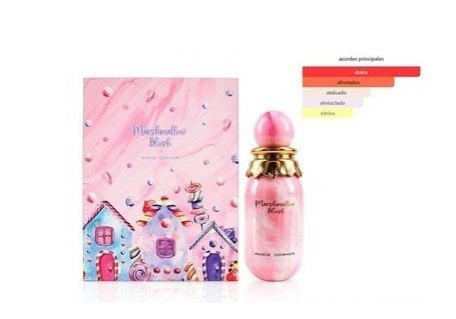 acordes principales
dulce
afrutados
atalcado
almizclado
cítrico
Marshmallow
Blush
PARIS CORNER
Marshmallow
Blush
PARIS CORNER